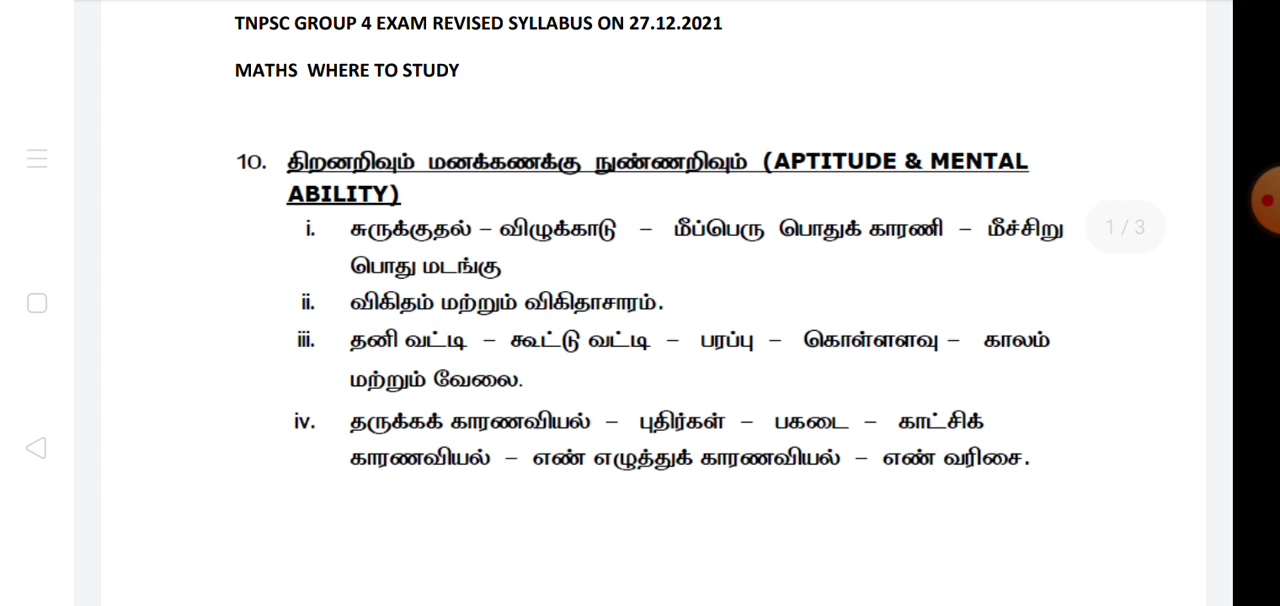 TNPSC GROUP 4 EXAM REVISED SYLLABUS ON 27.12.2021
MATHS WHERE TO STUDY
10. திறனறிவும் மனக்கணக்கு நுண்ணறிவும் (APTITUDE & MENTAL
ABILITY)
i. சுருக்குதல் – விழுக்காடு – மீப்பெரு பொதுக் காரணி – மீச்சிறு
பொது மடங்கு
1 / 3
ii. விகிதம் மற்றும் விகிதாசாரம்.
iii. தனி வட்டி – கூட்டு வட்டி – பரப்பு – கொள்ளளவு – காலம்
மற்றும் வேலை.
iv. தருக்கக் காரணவியல் – புதிர்கள் – பகடை – காட்சிக்
காரணவியல் – எண் எழுத்துக் காரணவியல் – எண் வரிசை.